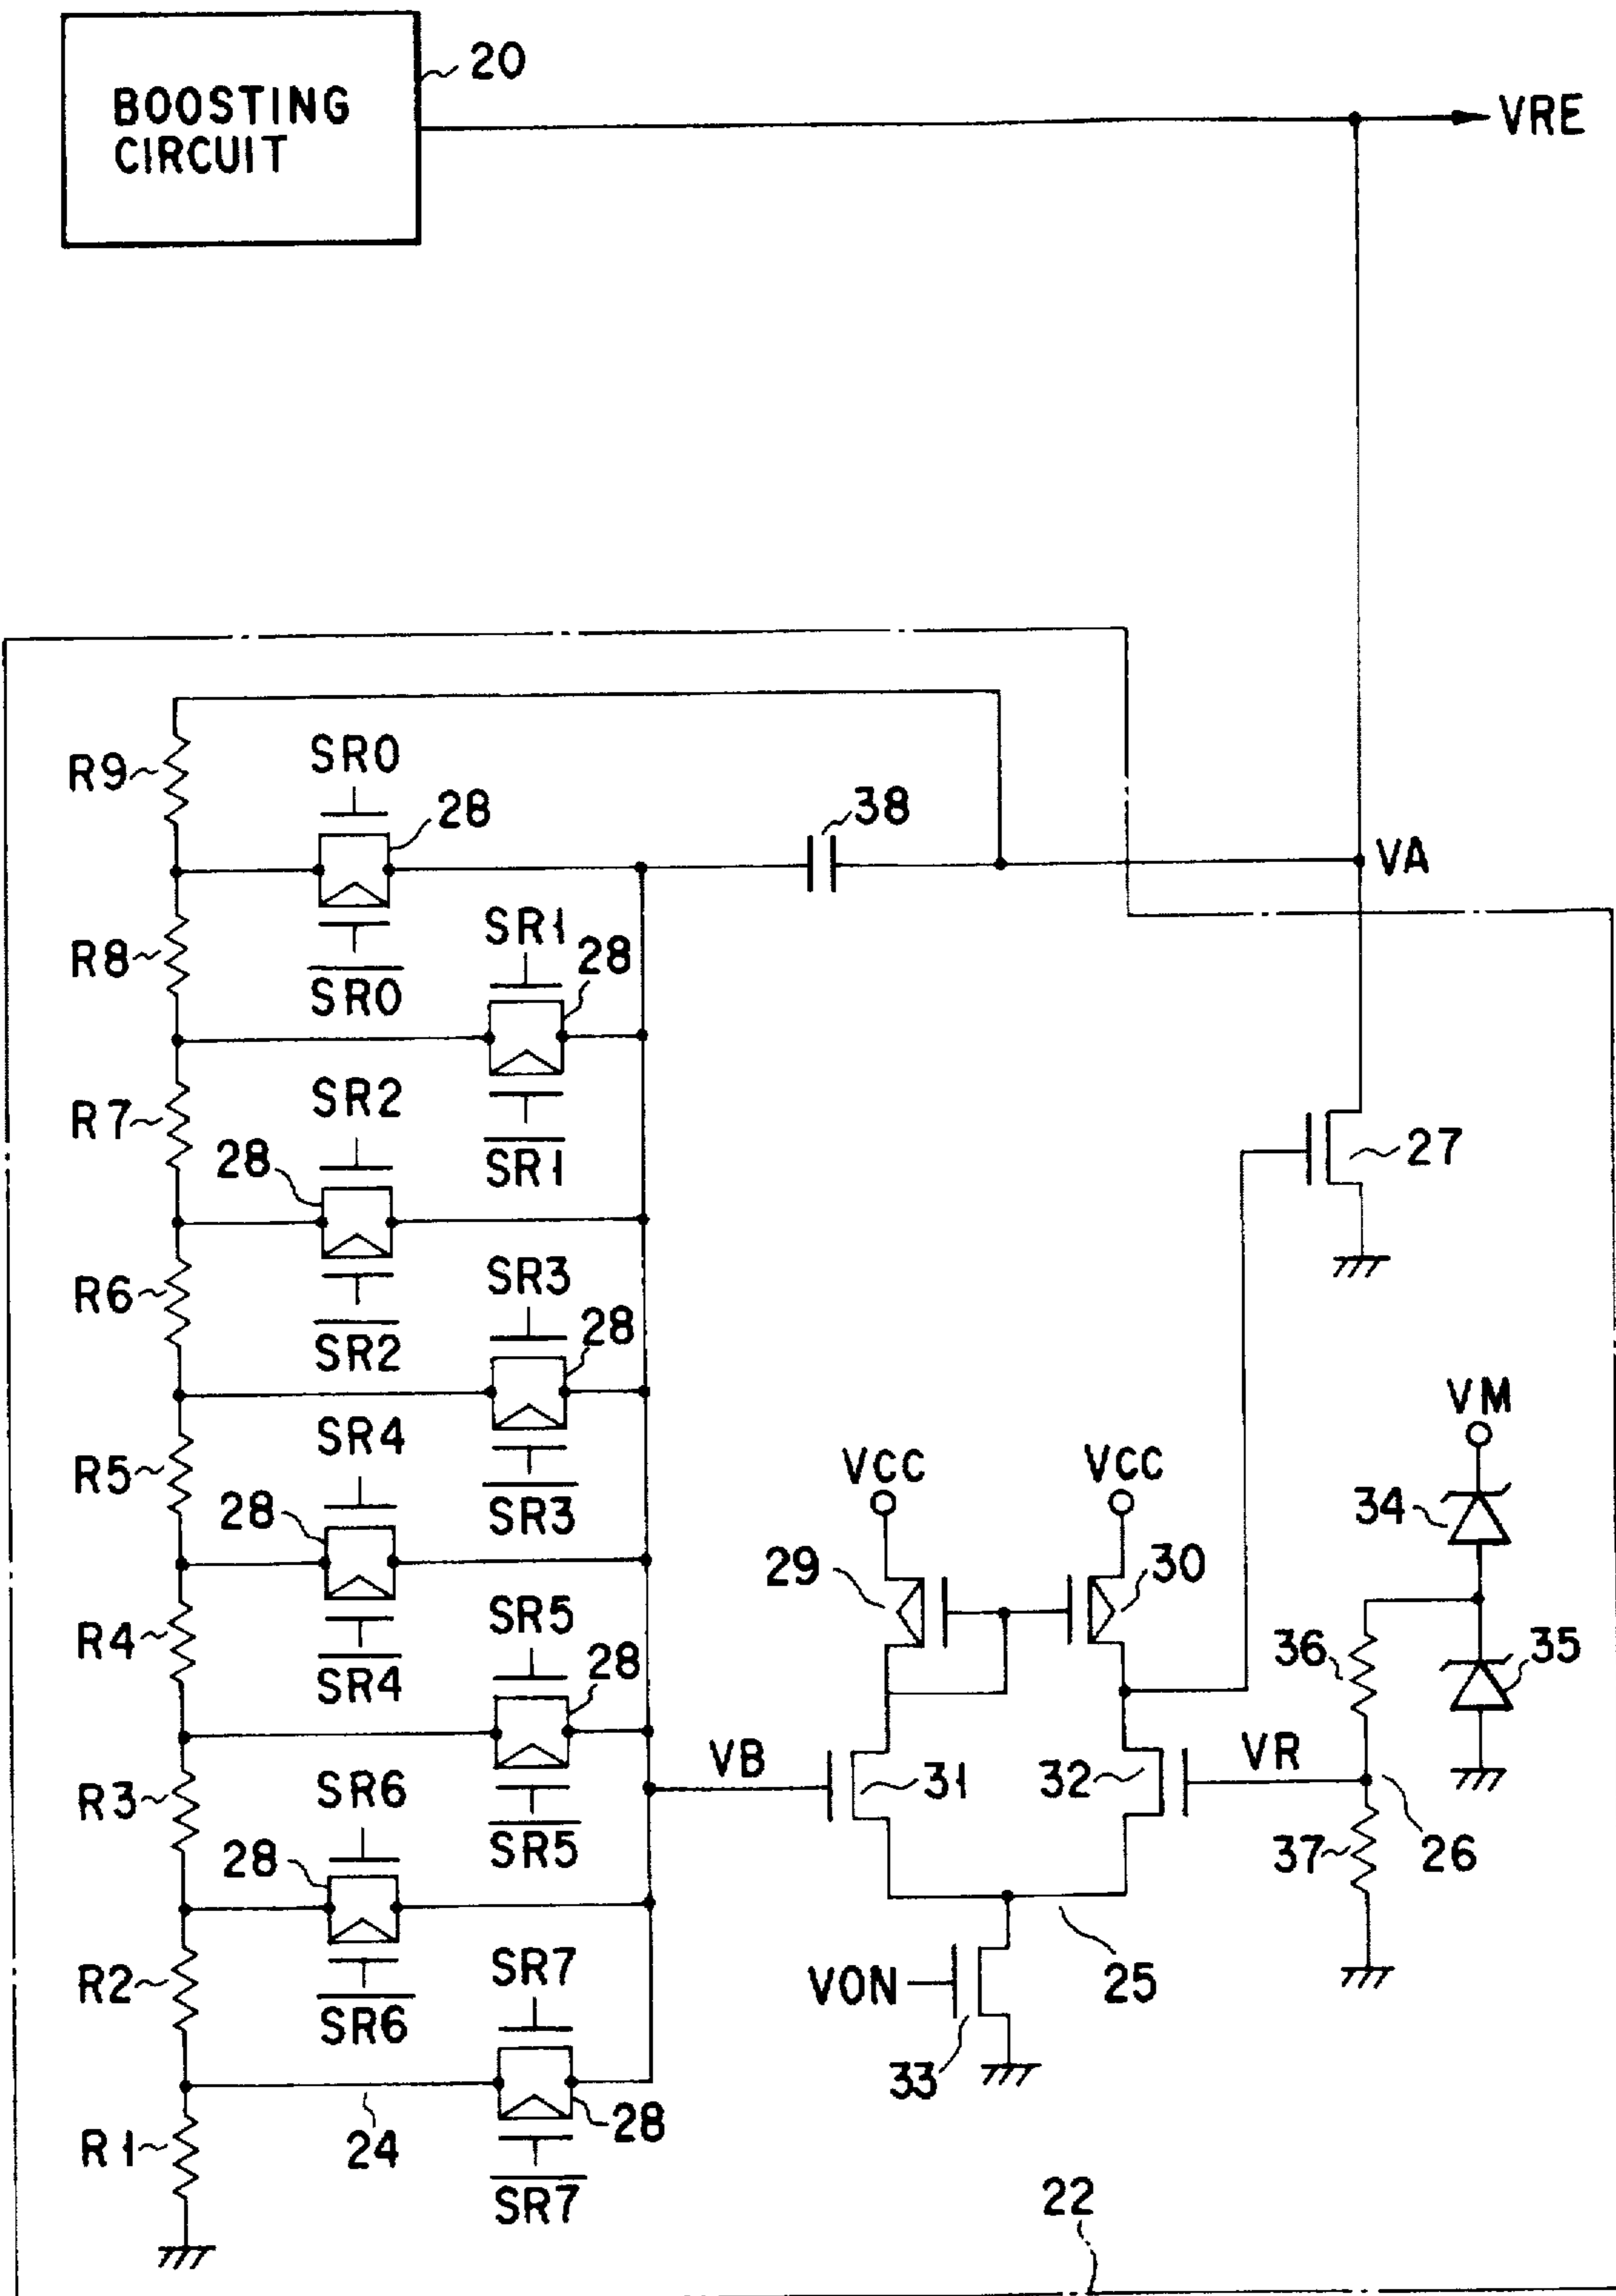 BOOSTING
CIRCUIT
20
VRE
R9
SR0
28
38
VA
R8
SR0
SR1
28
R7
SR2
SR1
28
27
R6
SR2
SR3
28
VM
R5
SR4
SR3
28
VCC
VCC
34
29
30
R4
SR4
SR5
28
36
35
R3
SR6
SR5
VB
31
32
VR
28
37
26
R2
SR6
SR7
VON
25
33
R1
24
28
SR7
22